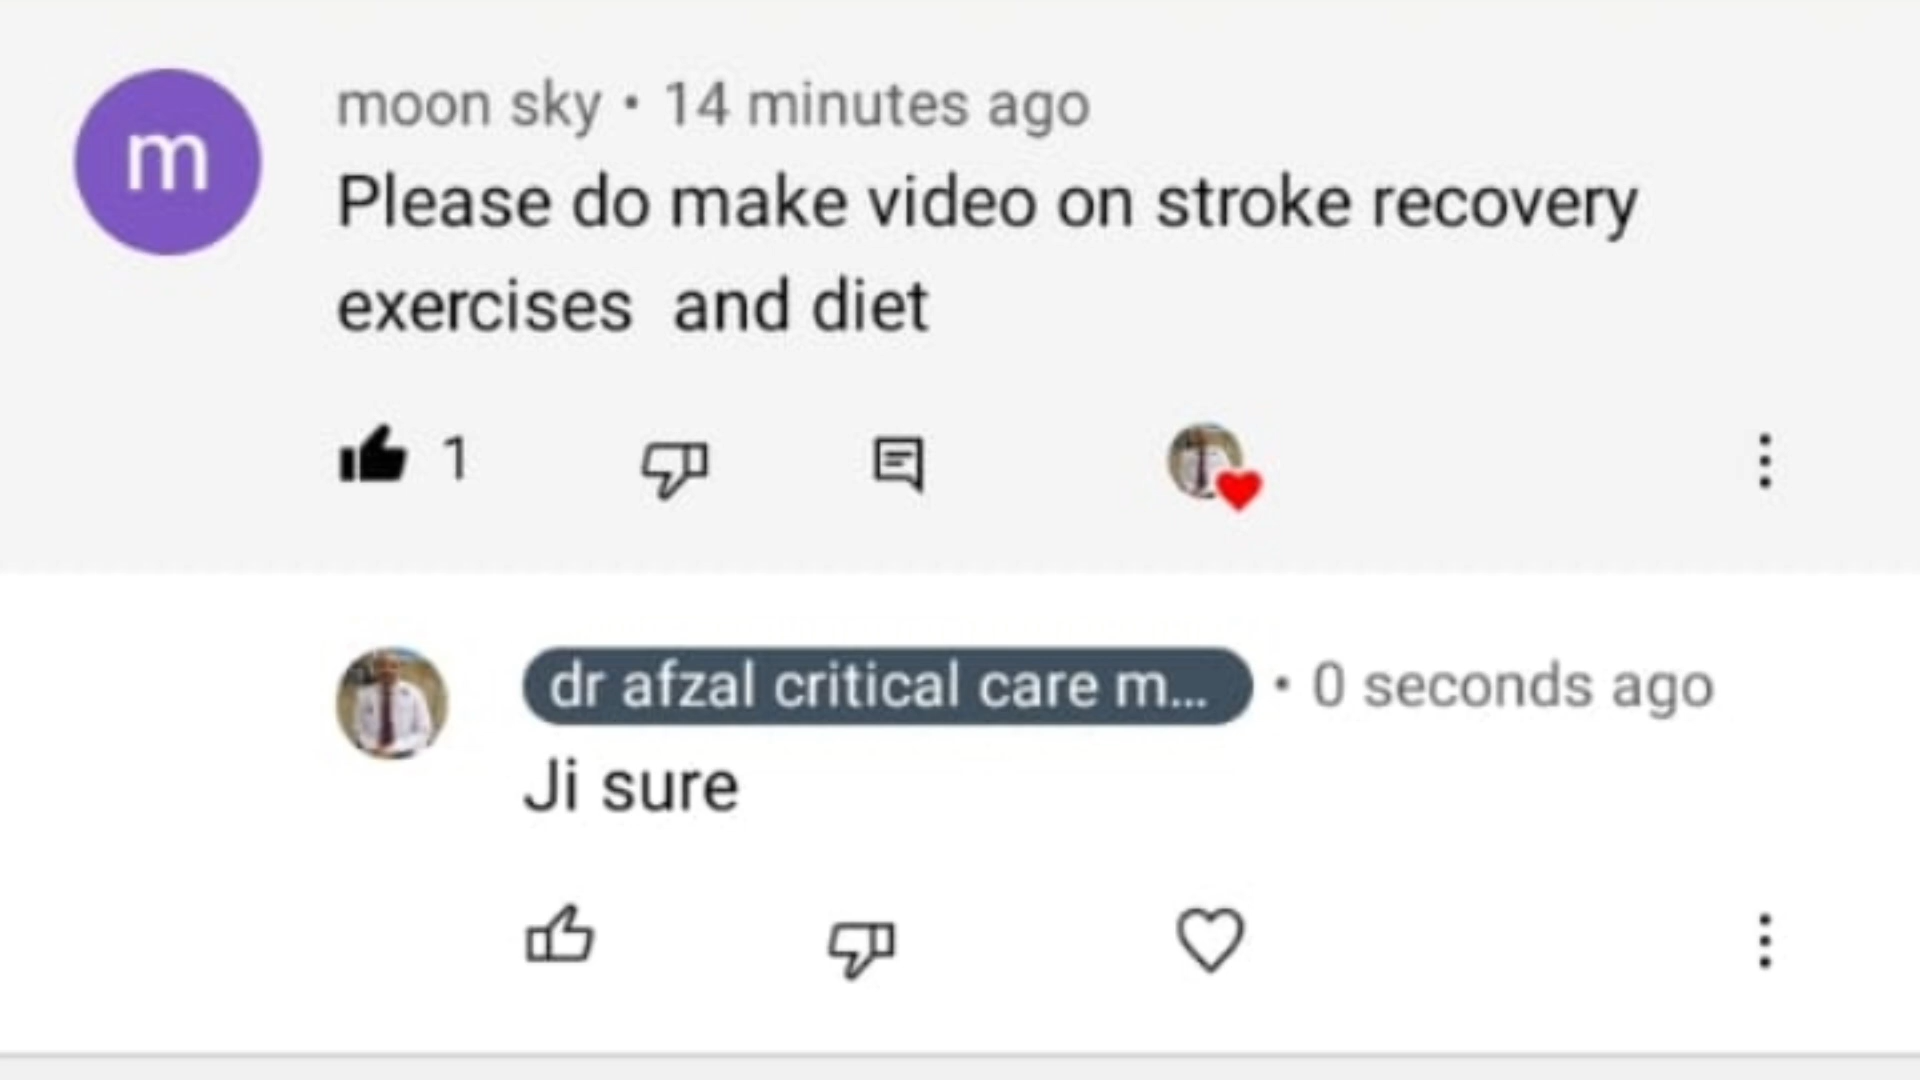 m
moon sky • 14 minutes ago
Please do make video on stroke recovery
exercises  and diet
1
dr afzal critical care m... • 0 seconds ago
Ji sure